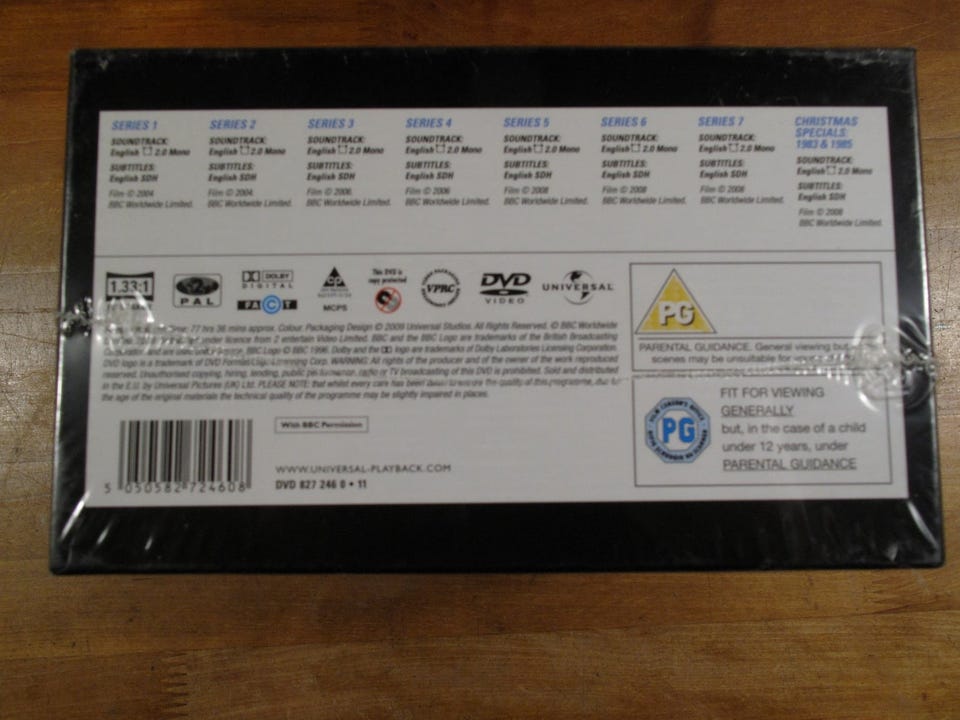 SERIES 1
SOUNDTRACK:
English 2.0 Mono
SUBTITLES:
English SDH
Film © 2004
BBC Worldwide Limited.
SERIES 2
SOUNDTRACK:
English 2.0 Mono
SUBTITLES:
English SDH
Film © 2004
BBC Worldwide Limited.
SERIES 3
SOUNDTRACK:
English 2.0 Mono
SUBTITLES:
English SDH
Film © 2006
BBC Worldwide Limited.
SERIES 4
SOUNDTRACK:
English 2.0 Mono
SUBTITLES:
English SDH
Film © 2006
BBC Worldwide Limited.
SERIES 5
SOUNDTRACK:
English 2.0 Mono
SUBTITLES:
English SDH
Film © 2008
BBC Worldwide Limited.
SERIES 6
SOUNDTRACK:
English 2.0 Mono
SUBTITLES:
English SDH
Film © 2008
BBC Worldwide Limited.
SERIES 7
SOUNDTRACK:
English 2.0 Mono
SUBTITLES:
English SDH
Film © 2008
BBC Worldwide Limited.
CHRISTMAS
SPECIALS:
1983 & 1985
SOUNDTRACK:
English 2.0 Mono
SUBTITLES:
English SDH
Film © 2008
BBC Worldwide Limited.
1.33:1
2
PAL
DOLBY
DIGITAL
FACT
MCPS
This DVD is
copy protected
VPRC
DVD
VIDEO
UNIVERSAL
77 hrs 36 mins approx. Colour. Packaging Design © 2009 Universal Studios. All Rights Reserved. © BBC Worldwide
under licence from 2 entertain Video Limited. BBC and the BBC Logo are trademarks of the British Broadcasting
Corporation and are used under licence. BBC Logo © BBC 1996. Dolby and the logo are trademarks of Dolby Laboratories Licensing Corporation.
DVD logo is a trademark of DVD Format Logo Licensing Corp. WARNING: All rights of the producer and of the owner of the work reproduced
reserved. Unauthorised copying, hiring, lending, public performance, radio or TV broadcasting of this DVD is prohibited. Sold and distributed
in the E.U. by Universal Pictures (UK) Ltd. PLEASE NOTE: that whilst every care has been taken to ensure the quality of this programme, due to
the age of the original materials the technical quality of the programme may be slightly impaired in places.
PG
PARENTAL GUIDANCE. General viewing but
scenes may be unsuitable for
PG
FIT FOR VIEWING
GENERALLY
but, in the case of a child
under 12 years, under
PARENTAL GUIDANCE
With BBC Permission
WWW.UNIVERSAL-PLAYBACK.COM
DVD 827 246 0 • 11
5 050582 724608